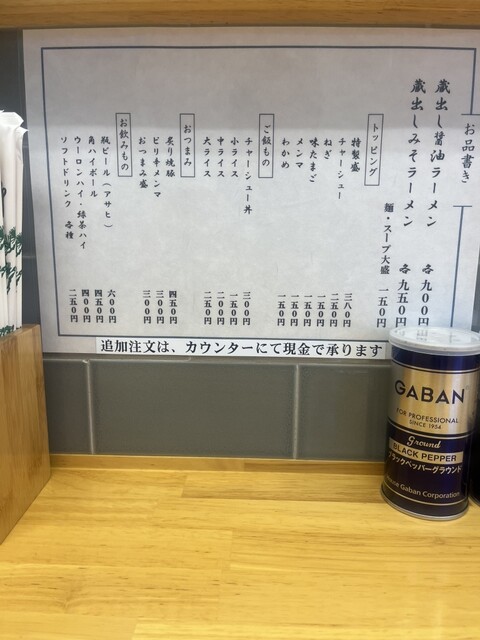 お品書き
蔵出し醤油ラーメン 各九〇〇円
蔵出しみそラーメン 各九五〇円
麺・スープ大盛 一五〇円
トッピング
特製盛 三八〇円
チャーシュー 二五〇円
ねぎ 一五〇円
味たまご 一五〇円
メンマ 一五〇円
わかめ 一五〇円
ご飯もの
チャーシュー丼 三〇〇円
小ライス 一五〇円
中ライス 二〇〇円
大ライス 二五〇円
おつまみ
炙り焼豚 四五〇円
ピリ辛メンマ 三〇〇円
おつまみ盛 三〇〇円
お飲みもの
瓶ビール（アサヒ） 六〇〇円
角ハイボール 四五〇円
ウーロンハイ・緑茶ハイ 四〇〇円
ソフトドリンク 各種 二五〇円
追加注文は、カウンターにて現金で承ります
GABAN
FOR PROFESSIONAL
SINCE 1954
Ground
BLACK PEPPER
ブラックペッパーグラウンド
Gaban Corporation